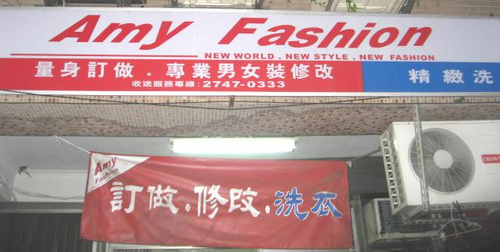 Amy Fashion
NEW WORLD . NEW STYLE . NEW FASHION
量身訂做．專業男女裝修改
精緻洗
收送服務專線:2747-0333
Amy
Fashion
訂做。修改。洗衣